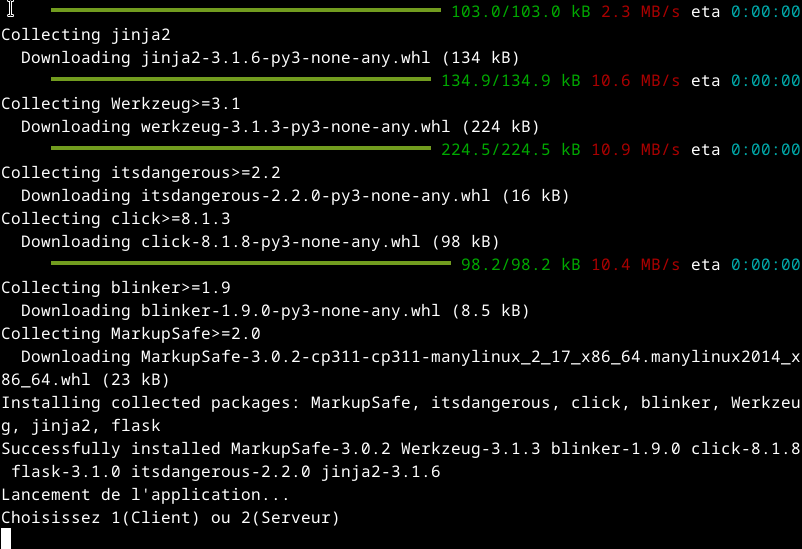 103.0/103.0 kB 2.3 MB/s eta 0:00:00
Collecting jinja2
  Downloading jinja2-3.1.6-py3-none-any.whl (134 kB)
134.9/134.9 kB 10.6 MB/s eta 0:00:00
Collecting Werkzeug>=3.1
  Downloading werkzeug-3.1.3-py3-none-any.whl (224 kB)
224.5/224.5 kB 10.9 MB/s eta 0:00:00
Collecting itsdangerous>=2.2
  Downloading itsdangerous-2.2.0-py3-none-any.whl (16 kB)
Collecting click>=8.1.3
  Downloading click-8.1.8-py3-none-any.whl (98 kB)
98.2/98.2 kB 10.4 MB/s eta 0:00:00
Collecting blinker>=1.9
  Downloading blinker-1.9.0-py3-none-any.whl (8.5 kB)
Collecting MarkupSafe>=2.0
  Downloading MarkupSafe-3.0.2-cp311-cp311-manylinux_2_17_x86_64.manylinux2014_x
86_64.whl (23 kB)
Installing collected packages: MarkupSafe, itsdangerous, click, blinker, Werkzeu
g, jinja2, flask
Successfully installed MarkupSafe-3.0.2 Werkzeug-3.1.3 blinker-1.9.0 click-8.1.8
 flask-3.1.0 itsdangerous-2.2.0 jinja2-3.1.6
Lancement de l'application...
Choisissez 1(Client) ou 2(Serveur)